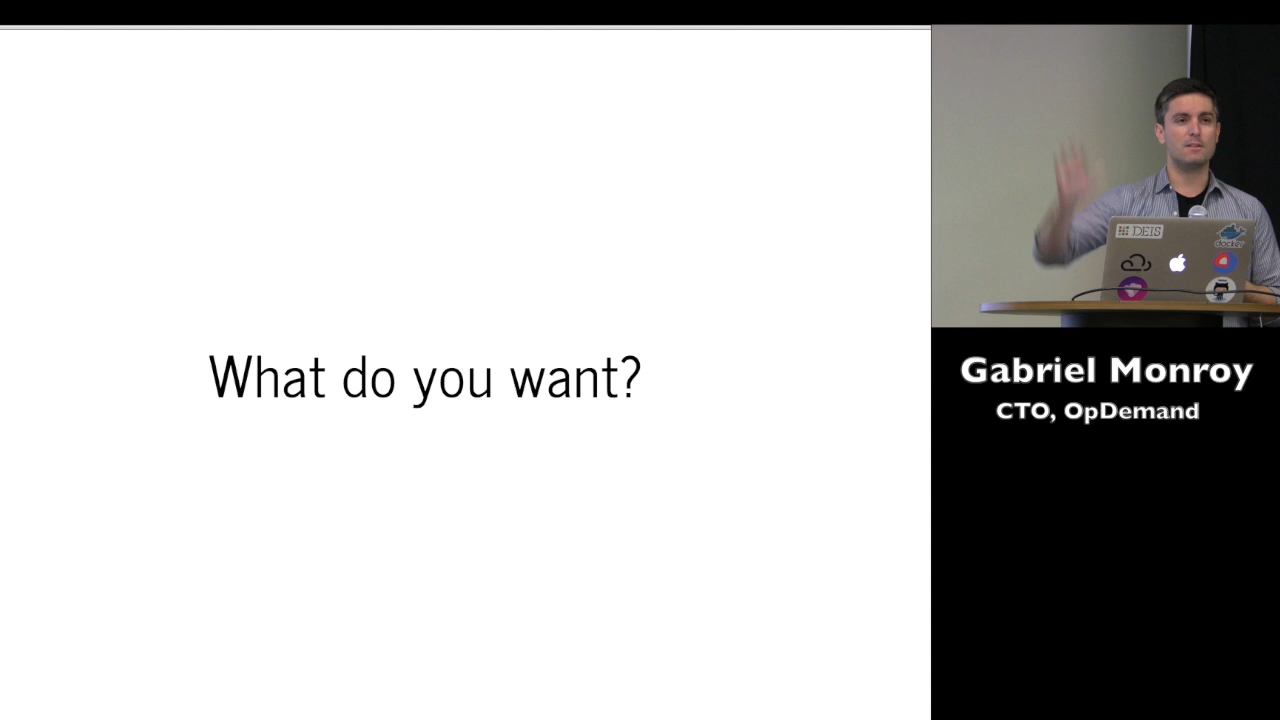 What do you want?
DEIS
docker
Gabriel Monroy
CTO, OpDemand